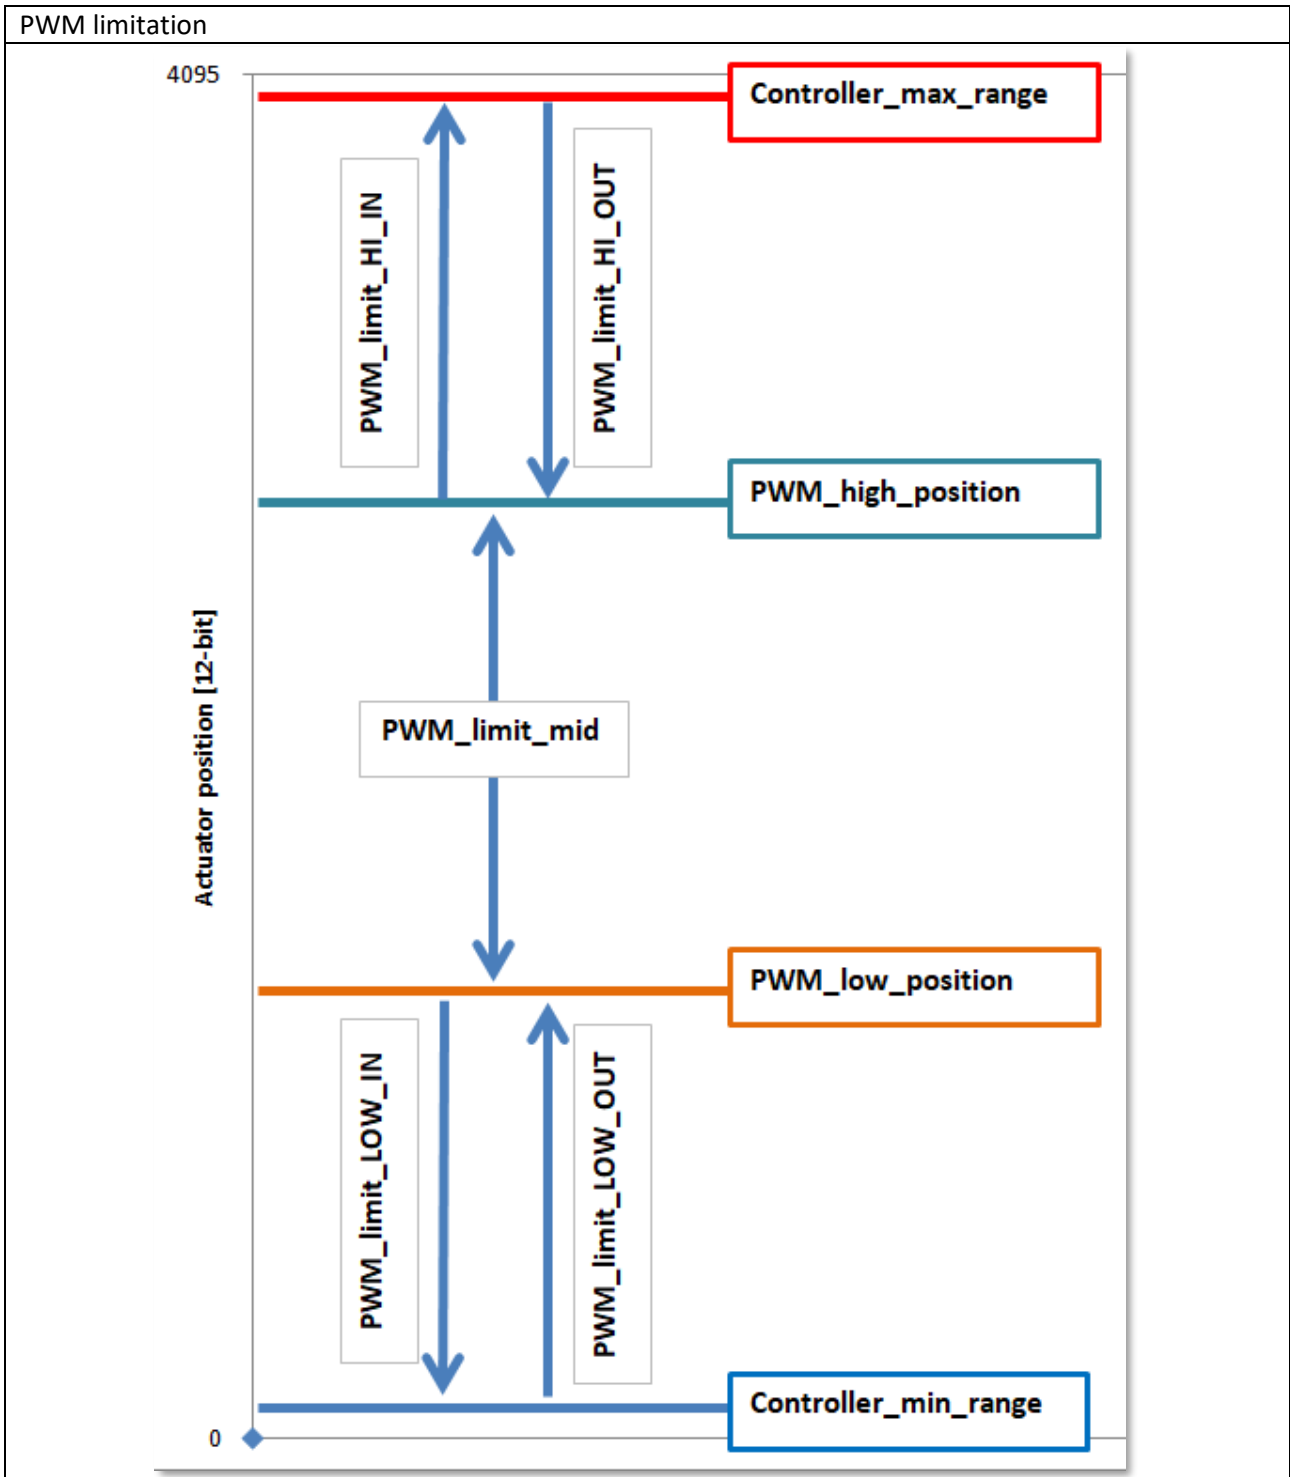 PWM limitation
4095
Controller_max_range
PWM_limit_HI_IN
PWM_limit_HI_OUT
PWM_high_position
Actuator position [12-bit]
PWM_limit_mid
PWM_low_position
PWM_limit_LOW_IN
PWM_limit_LOW_OUT
Controller_min_range
0